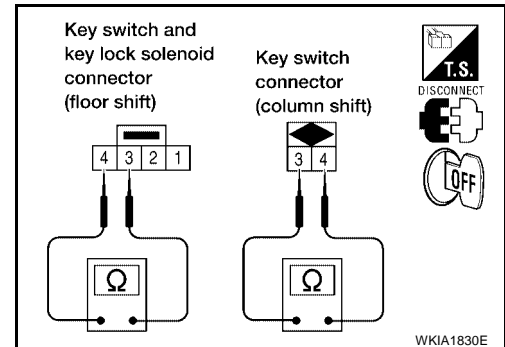 Key switch and
key lock solenoid
connector
(floor shift)
4 3 2 1
Ω
Key switch
connector
(column shift)
3 4
Ω
T.S.
DISCONNECT
OFF
WKIA1830E